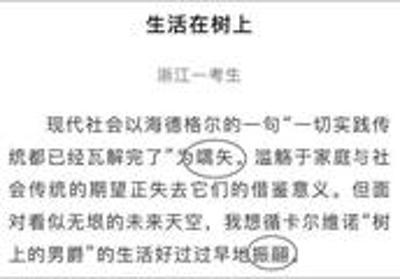 生活在树上
浙江一考生
现代社会以海德格尔的一句“一切实践传
统都已经瓦解完了”为嚆矢。滥觞于家庭与社
会传统的期望正失去它们的借鉴意义。但面
对看似无垠的未来天空，我想循卡尔维诺“树
上的男爵”的生活好过过早地振翮。